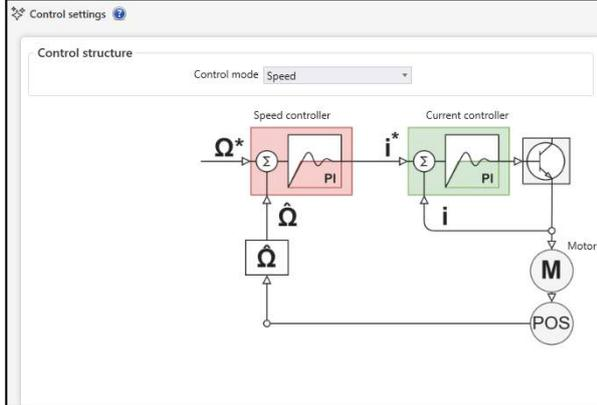 Control settings ?
Control structure
Control mode Speed
Speed controller
Current controller
Ω* Σ PI i* Σ PI
Ω̂ i
Ω̂
Motor
M
POS